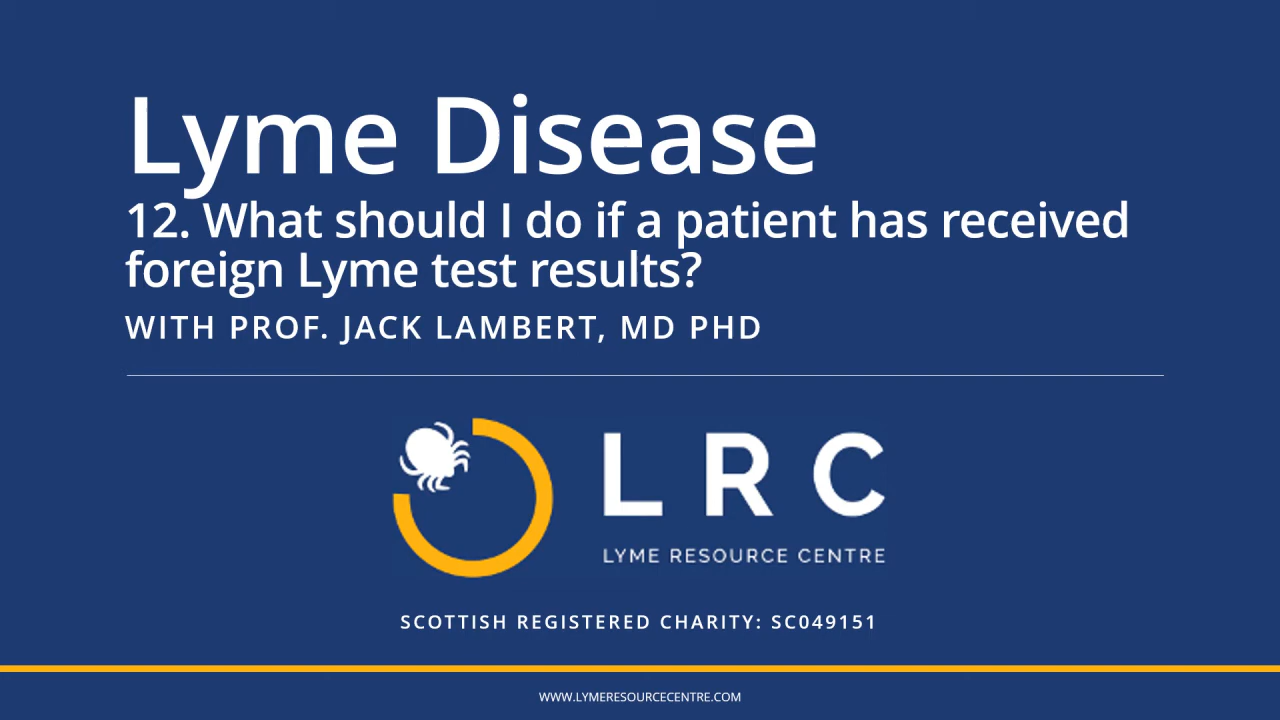 Lyme Disease
12. What should I do if a patient has received
foreign Lyme test results?
WITH PROF. JACK LAMBERT, MD PHD
LRC
LYME RESOURCE CENTRE
SCOTTISH REGISTERED CHARITY: SC049151
WWW.LYMERESOURCECENTRE.COM